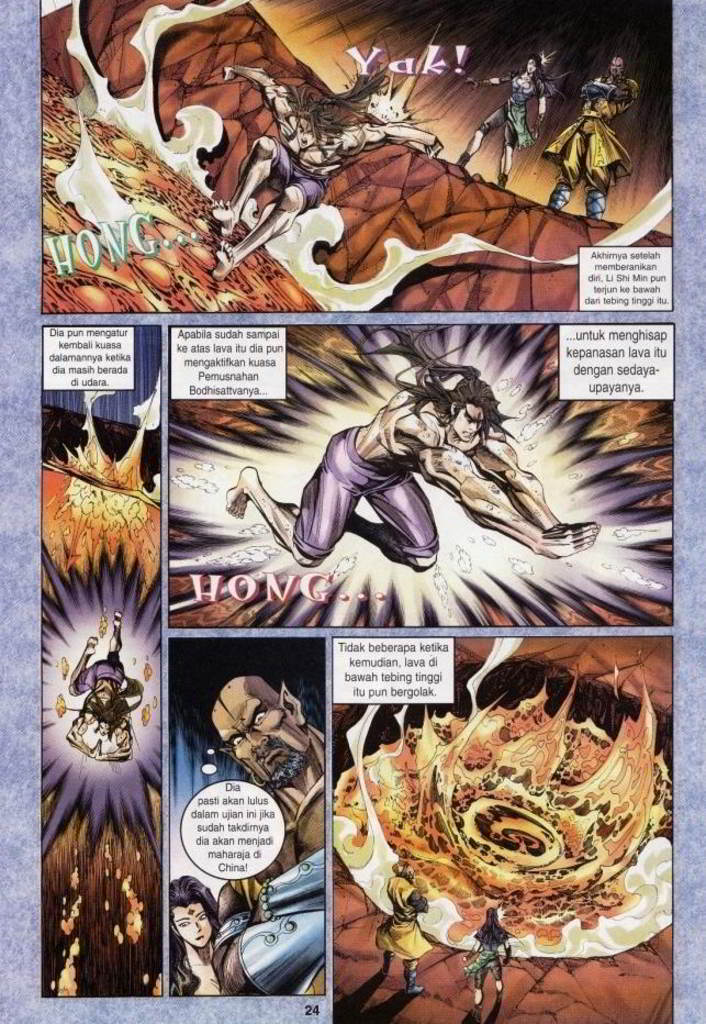 Yak!
HONG...
Akhirnya setelah
memberanikan
diri, Li Shi Min pun
terjun ke bawah
dari tebing tinggi itu.
Dia pun mengatur
kembali kuasa
dalamannya ketika
dia masih berada
di udara.
Apabila sudah sampai
ke atas lava itu dia pun
mengaktifkan kuasa
Pemusnahan
Bodhisattvanya...
...untuk menghisap
kepanasan lava itu
dengan sedaya-
upayanya.
HONG...
Dia
pasti akan lulus
dalam ujian ini jika
sudah takdirnya
dia akan menjadi
maharaja di
China!
Tidak beberapa ketika
kemudian, lava di
bawah tebing tinggi
itu pun bergolak.
24